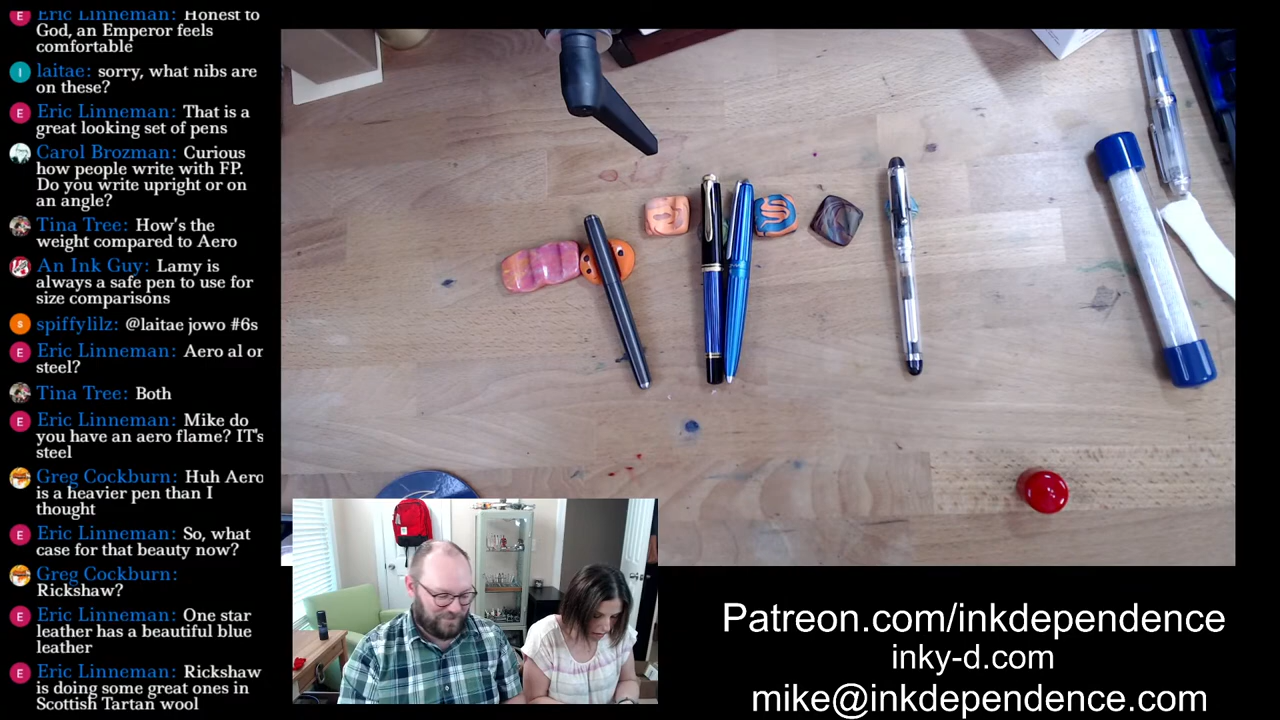 Eric Linneman: Honest to
God, an Emperor feels
comfortable
laitae: sorry, what nibs are
on these?
Eric Linneman: That is a
great looking set of pens
Carol Brozman: Curious
how people write with FP.
Do you write upright or on
an angle?
Tina Tree: How's the
weight compared to Aero
An Ink Guy: Lamy is
always a safe pen to use for
size comparisons
spiffylilz: @laitae jowo #6s
Eric Linneman: Aero al or
steel?
Tina Tree: Both
Eric Linneman: Mike do
you have an aero flame? IT's
steel
Greg Cockburn: Huh Aero
is a heavier pen than I
thought
Eric Linneman: So, what
case for that beauty now?
Greg Cockburn:
Rickshaw?
Eric Linneman: One star
leather has a beautiful blue
leather
Eric Linneman: Rickshaw
is doing some great ones in
Scottish Tartan wool
Patreon.com/inkdependence
inky-d.com
mike@inkdependence.com